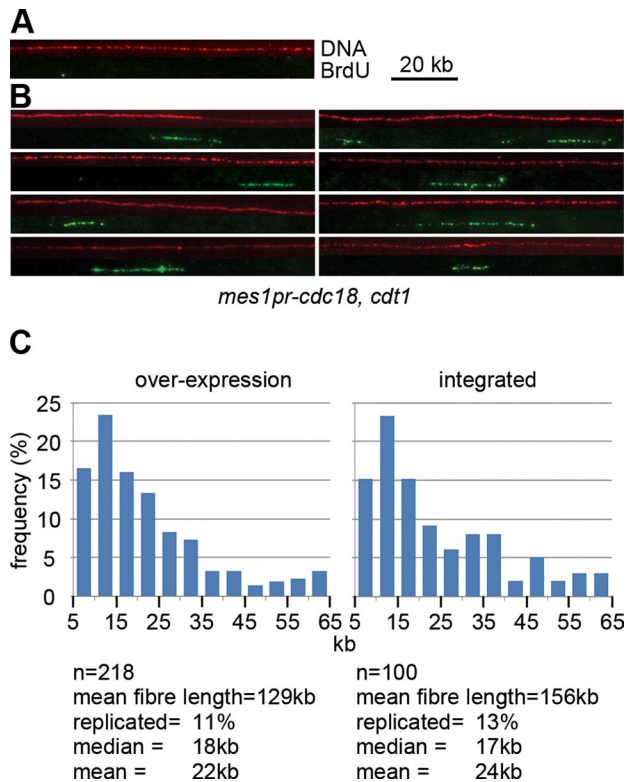 A
DNA
BrdU
20 kb
B
mes1pr-cdc18, cdt1
C
over-expression
integrated
frequency (%)
25
20
15
10
5
0
5 15 25 35 45 55 65
5 15 25 35 45 55 65
kb
n=218
mean fibre length=129kb
replicated= 11%
median = 18kb
mean = 22kb
n=100
mean fibre length=156kb
replicated= 13%
median = 17kb
mean = 24kb